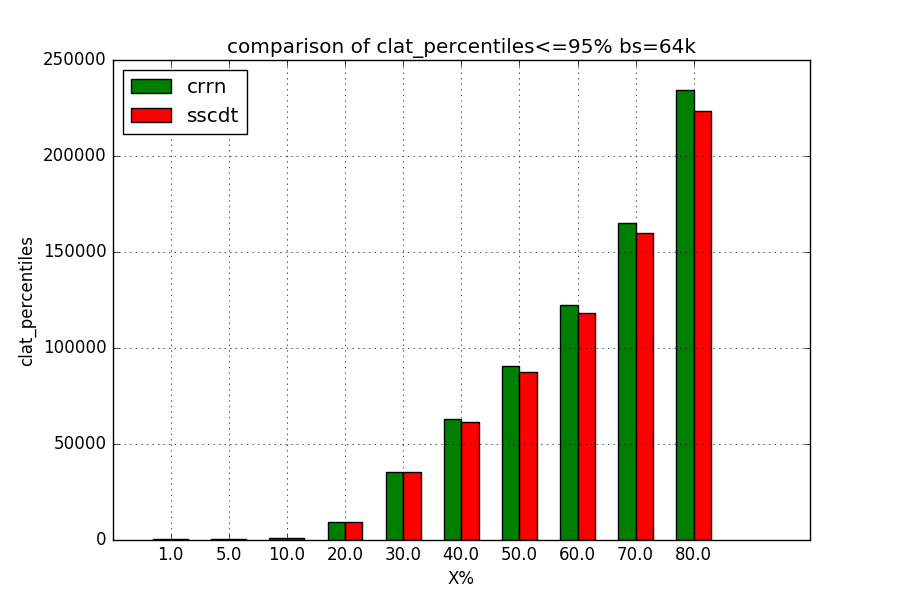 comparison of clat_percentiles<=95% bs=64k
250000
200000
150000
100000
50000
0
clat_percentiles
crrn
sscdt
1.0 5.0 10.0 20.0 30.0 40.0 50.0 60.0 70.0 80.0
X%